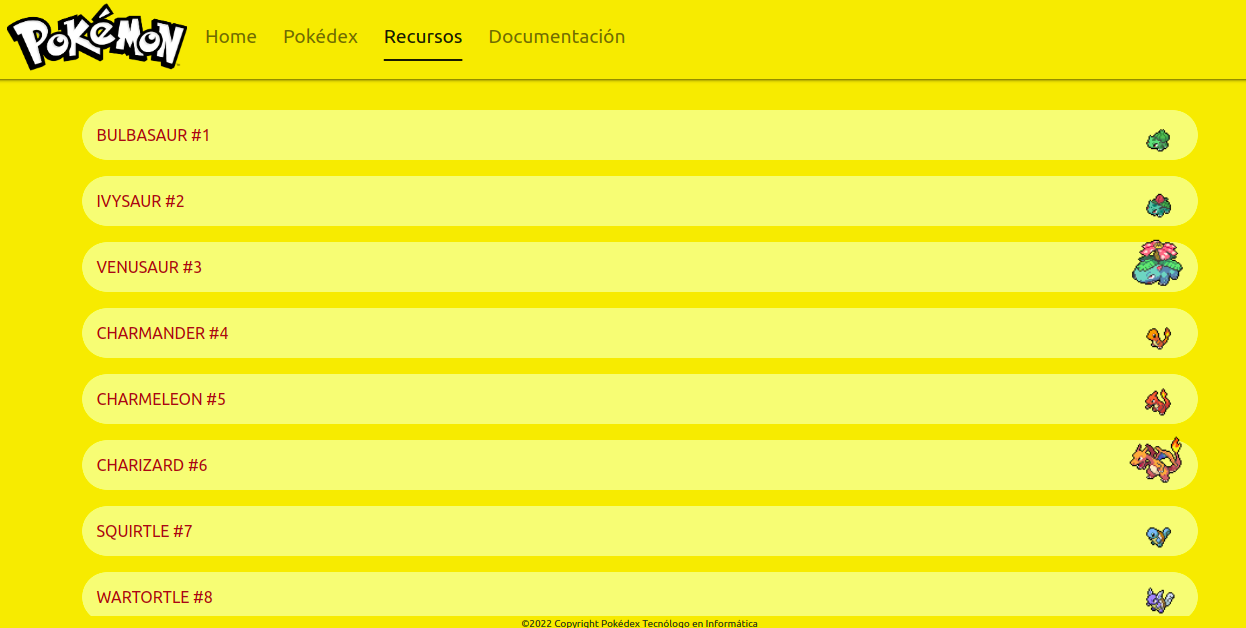 POKéMON
Home Pokédex Recursos Documentación
BULBASAUR #1
IVYSAUR #2
VENUSAUR #3
CHARMANDER #4
CHARMELEON #5
CHARIZARD #6
SQUIRTLE #7
WARTORTLE #8
©2022 Copyright Pokédex Tecnólogo en Informática